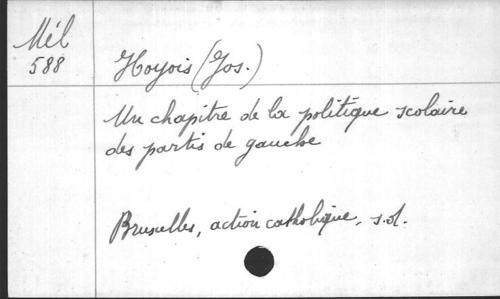 Mél
588
Hoyois (Jos.)
Un chapitre de la politique scolaire
des partis de gauche
Bruxelles, action catholique, s.d.